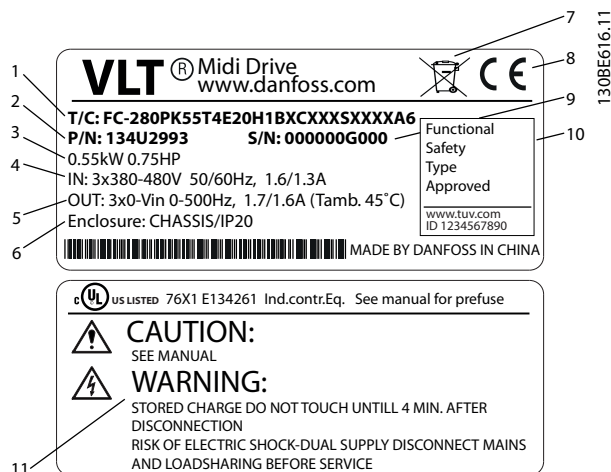 VLT ® Midi Drive
www.danfoss.com
T/C: FC-280PK55T4E20H1BXCXXXSXXXXA6
P/N: 134U2993 S/N: 000000G000
0.55kW 0.75HP
IN: 3x380-480V 50/60Hz, 1.6/1.3A
OUT: 3x0-Vin 0-500Hz, 1.7/1.6A (Tamb. 45˚C)
Enclosure: CHASSIS/IP20
CE
Functional
Safety
Type
Approved
www.tuv.com
ID 1234567890
MADE BY DANFOSS IN CHINA
c UL US LISTED 76X1 E134261 Ind.contr.Eq. See manual for prefuse
CAUTION:
SEE MANUAL
WARNING:
STORED CHARGE DO NOT TOUCH UNTILL 4 MIN. AFTER
DISCONNECTION
RISK OF ELECTRIC SHOCK-DUAL SUPPLY DISCONNECT MAINS
AND LOADSHARING BEFORE SERVICE
1
2
3
4
5
6
7
8
9
10
11
130BE616.11